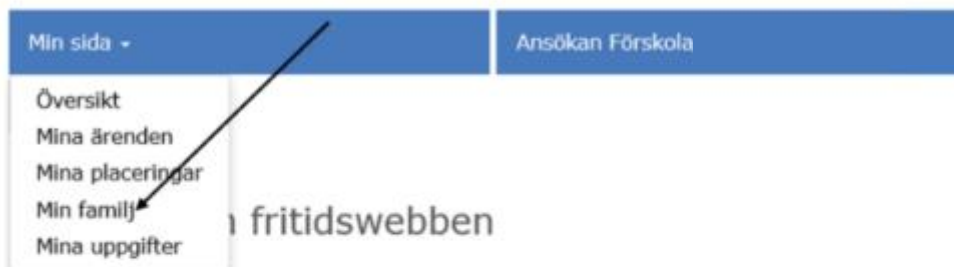 Min sida
Ansökan Förskola
Översikt
Mina ärenden
Mina placeringar
Min familj
fritidswebben
Mina uppgifter